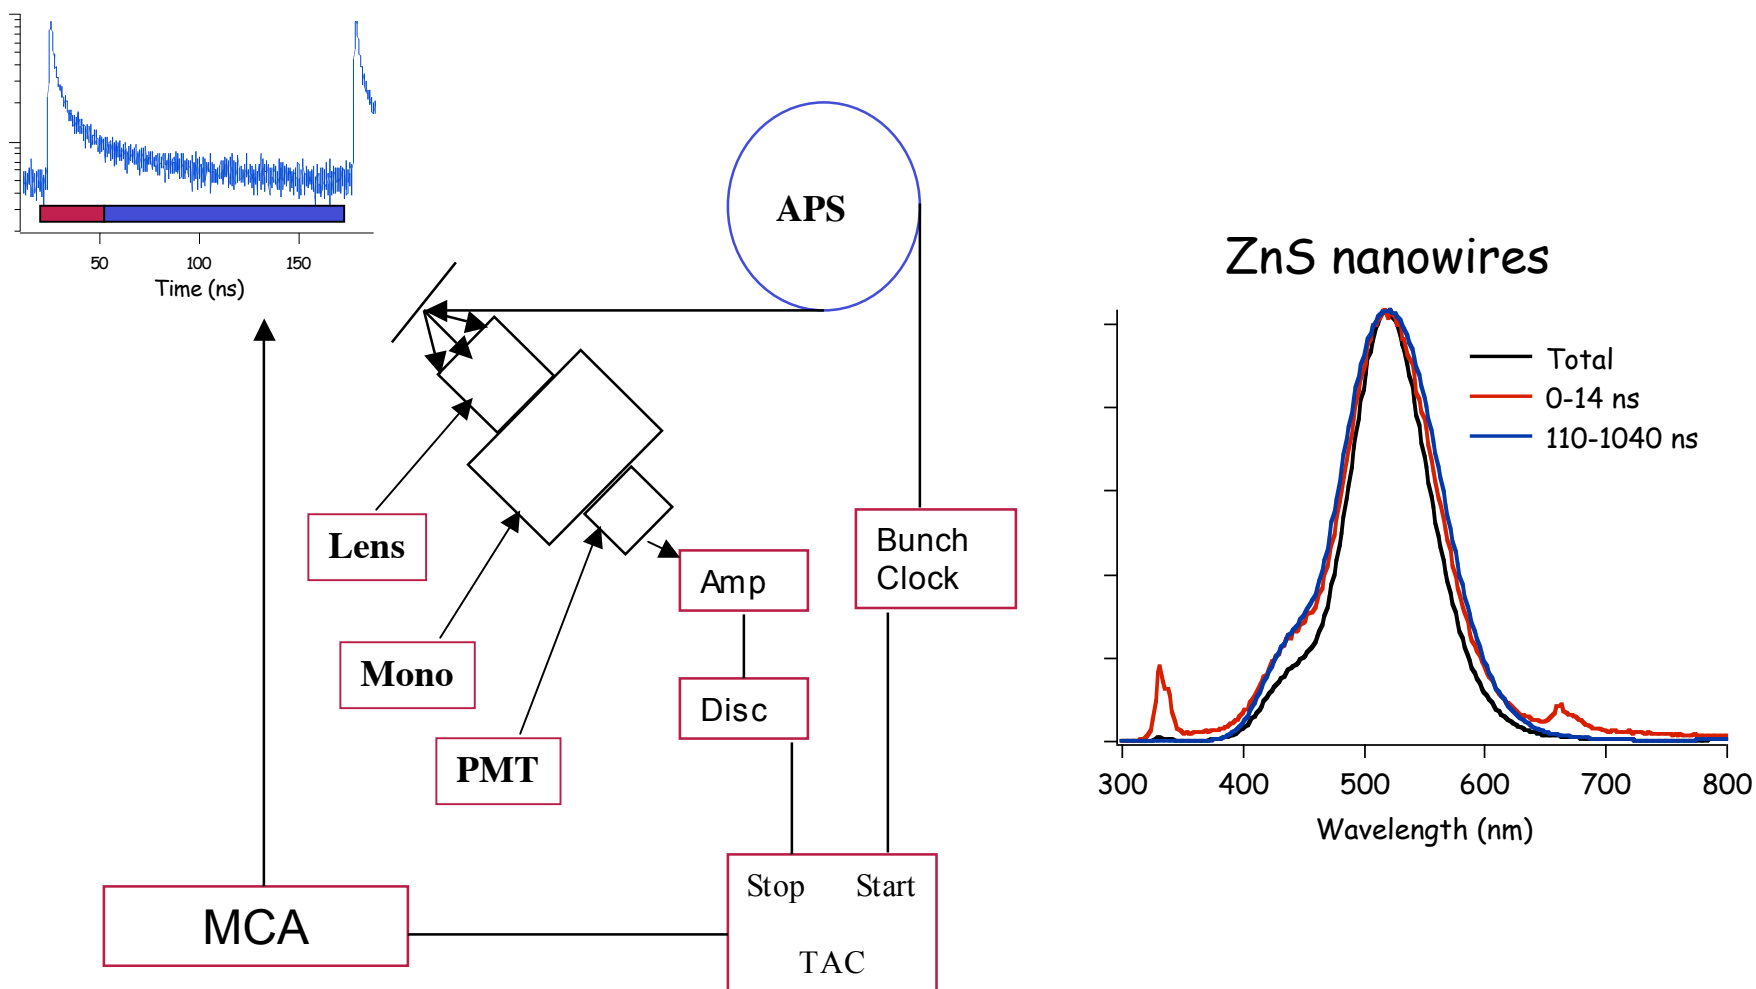 50 100 150
Time (ns)
APS
Lens
Mono
PMT
Amp
Disc
Bunch
Clock
Stop Start
TAC
MCA
ZnS nanowires
Total
0-14 ns
110-1040 ns
300 400 500 600 700 800
Wavelength (nm)